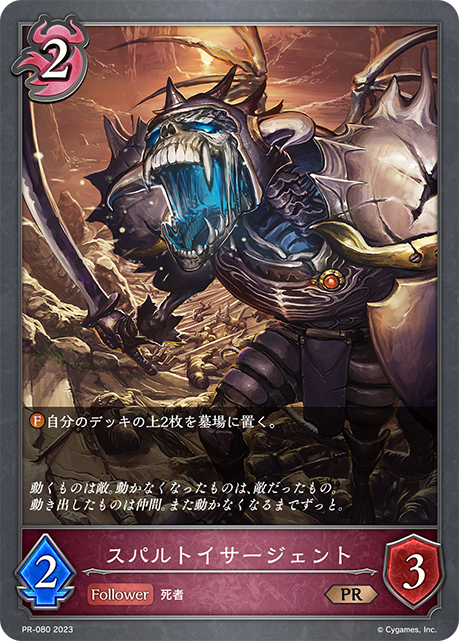 2
F 自分のデッキの上2枚を墓場に置く。
動くものは敵。動かなくなったものは、敵だったもの。
動き出したものは仲間。また動かなくなるまでずっと。
スパルトイサージェント
2
Follower 死者
PR
3
PR-080 2023
© Cygames, Inc.